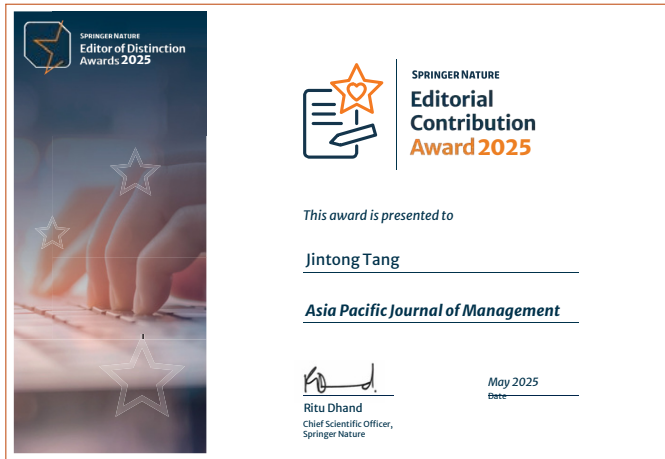 SPRINGER NATURE
Editor of Distinction
Awards 2025
SPRINGER NATURE
Editorial
Contribution
Award 2025
This award is presented to
Jintong Tang
Asia Pacific Journal of Management
May 2025
Date
Ritu Dhand
Chief Scientific Officer,
Springer Nature